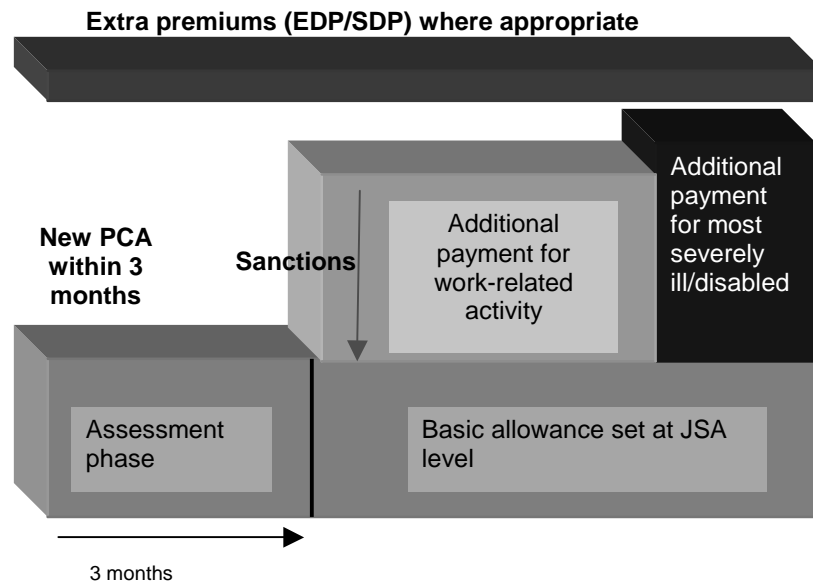 Extra premiums (EDP/SDP) where appropriate
Additional
payment
for most
severely
ill/disabled
New PCA
within 3
months
Sanctions
Additional
payment for
work-related
activity
Assessment
phase
Basic allowance set at JSA
level
3 months